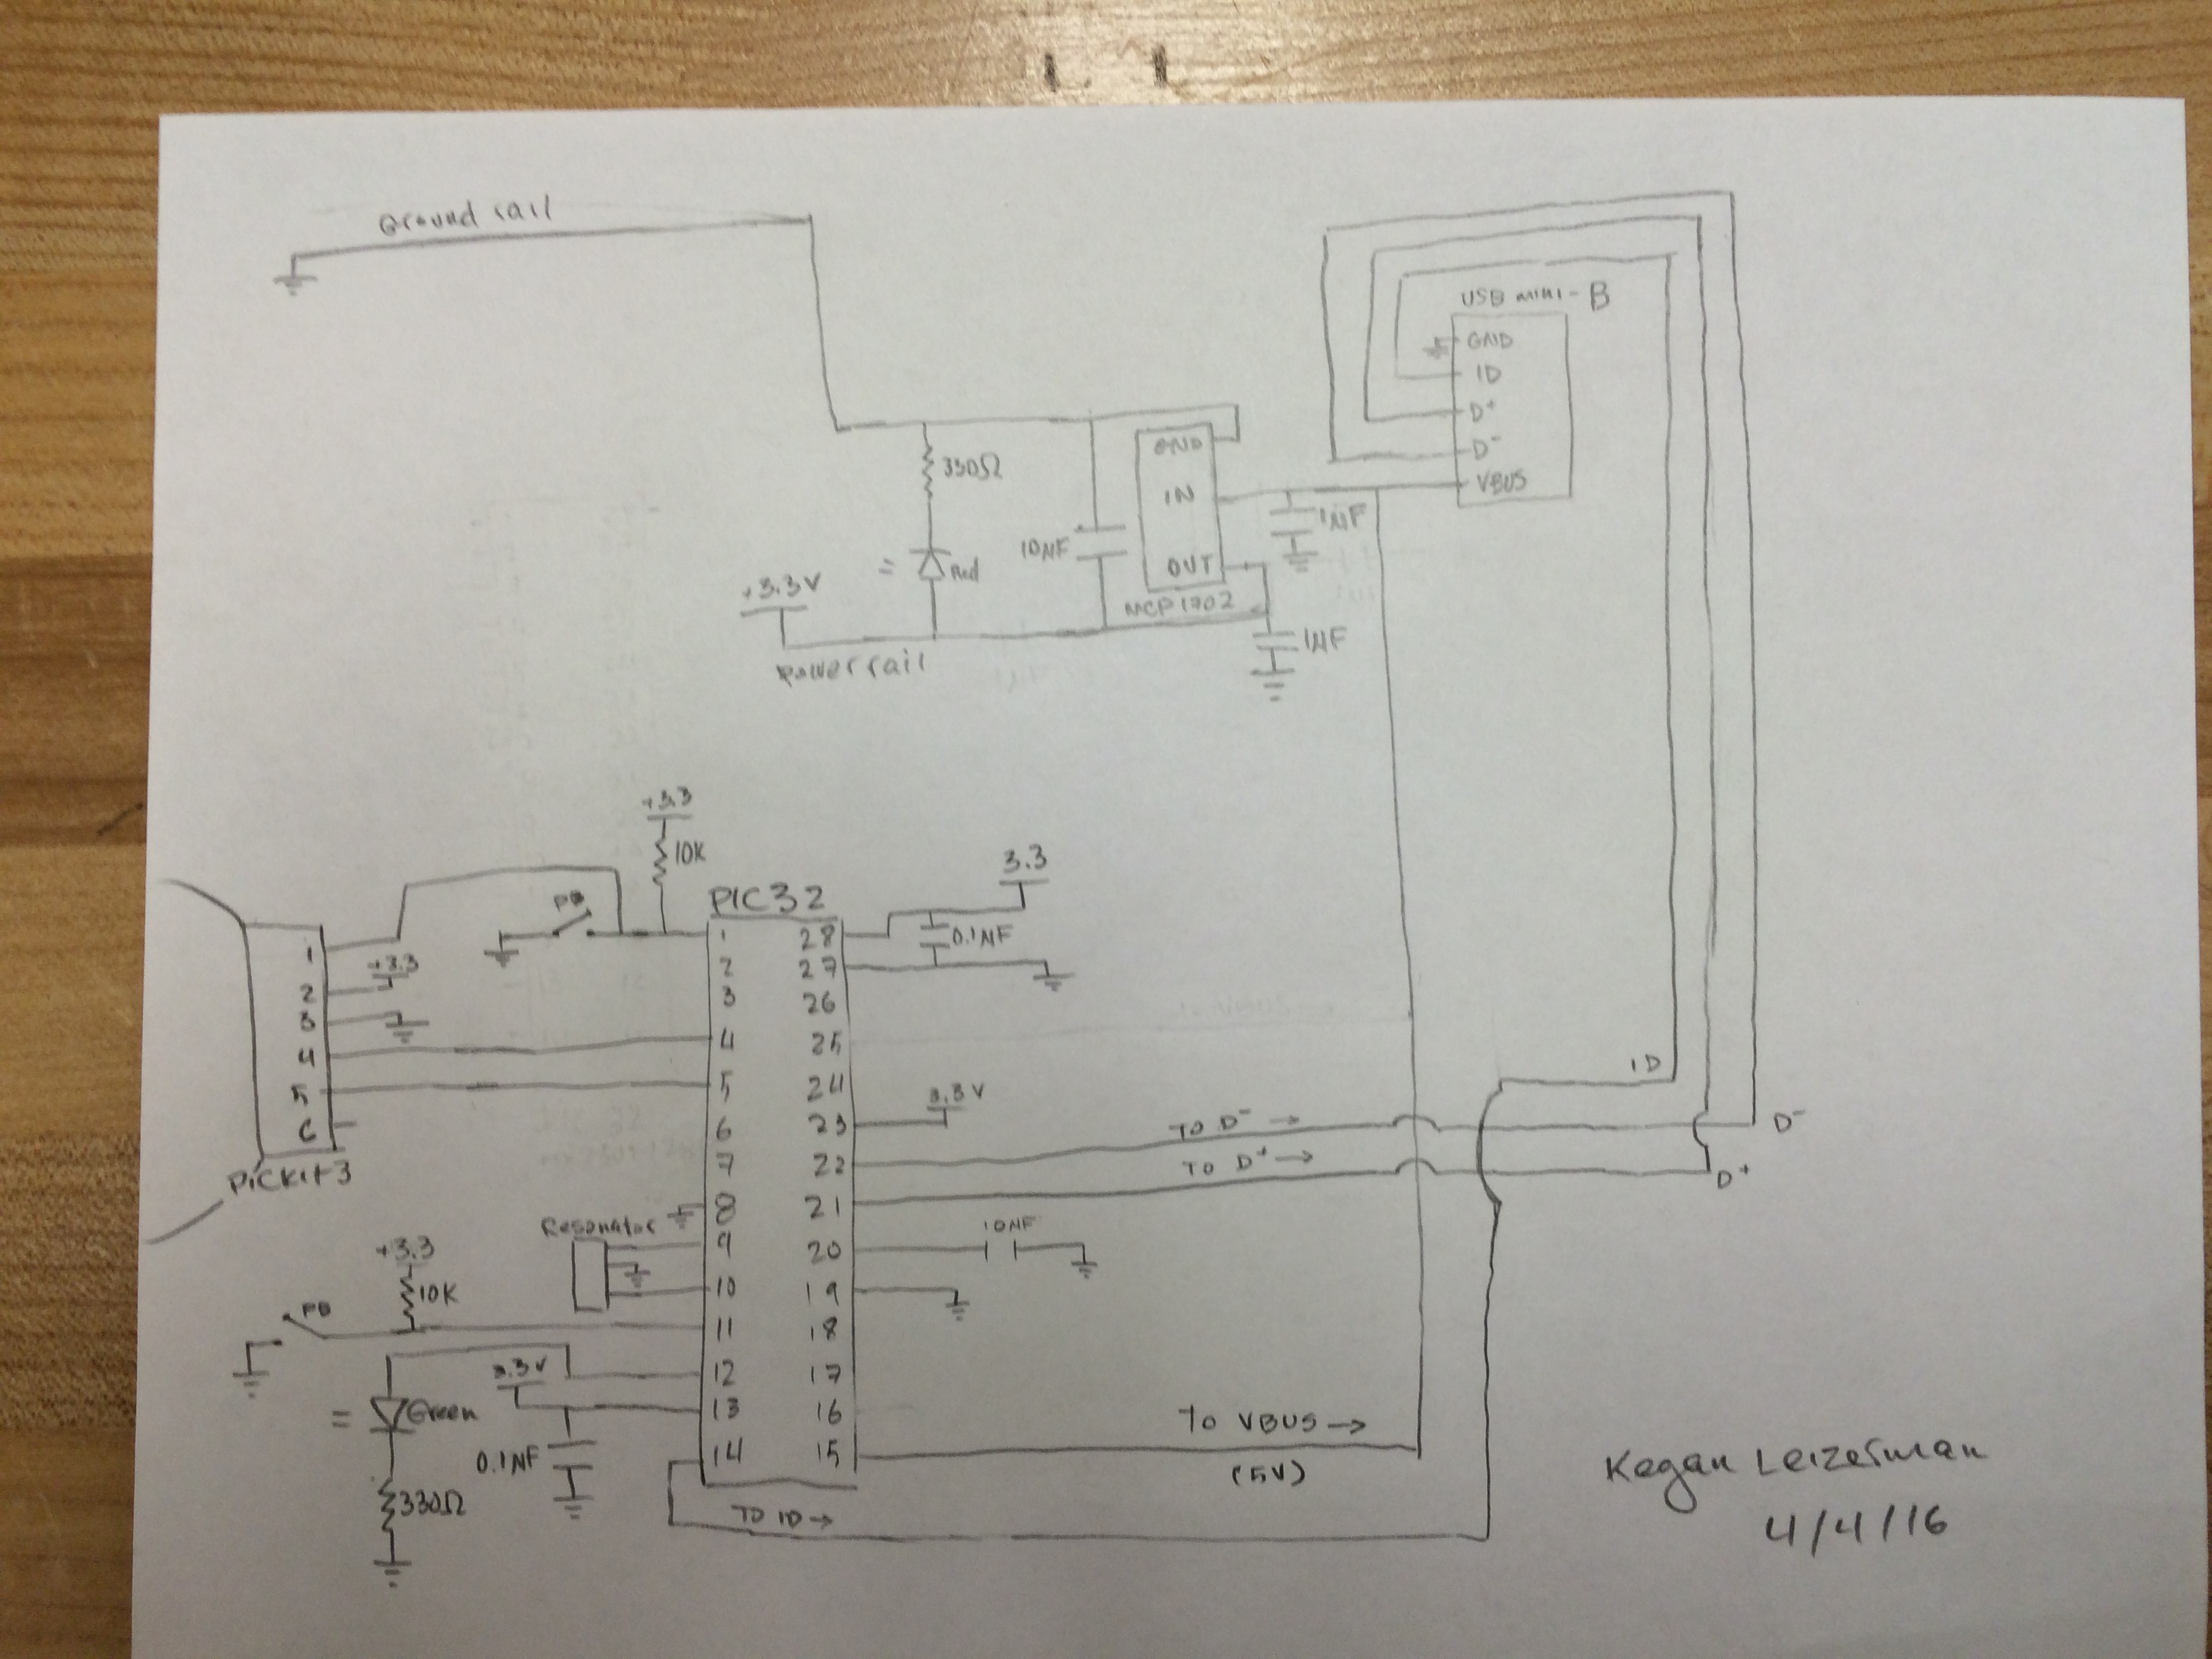 Ground rail
USB mini-B
GND
ID
D+
D-
VBUS
330Ω
GND
IN
OUT
MCP1702
1µF
10µF
= Red
+3.3V
Power rail
1µF
+3.3
10K
3.3
PIC32
PB
0.1µF
1 28
2 27
3 26
4 25
5 24
6 23
7 22
8 21
9 20
10 19
11 18
12 17
13 16
14 15
1
+3.3
2
3
4
5
6
PICkit3
3.3V
ID
TO D- →
D-
TO D+ →
D+
Resonator
10µF
+3.3
10K
PB
3.3V
= Green
0.1µF
330Ω
TO VBUS →
(5V)
TO ID →
Kegan Leizerman
4/4/16